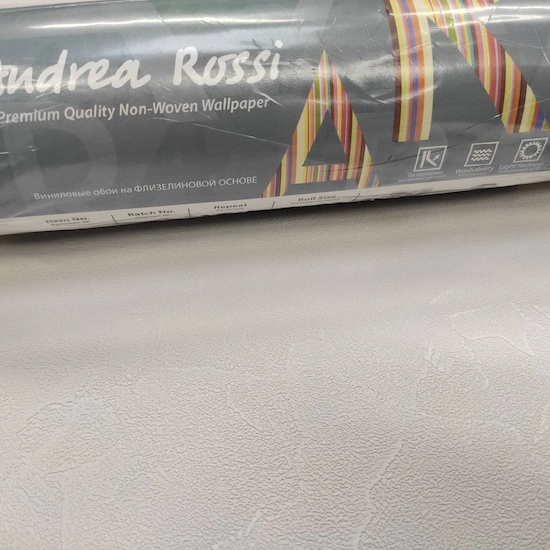 Andrea Rossi
Premium Quality Non-Woven Wallpaper
Washability
Виниловые обои на ФЛИЗЕЛИНОВОЙ ОСНОВЕ
Item No. Batch No. Repeat Roll Size